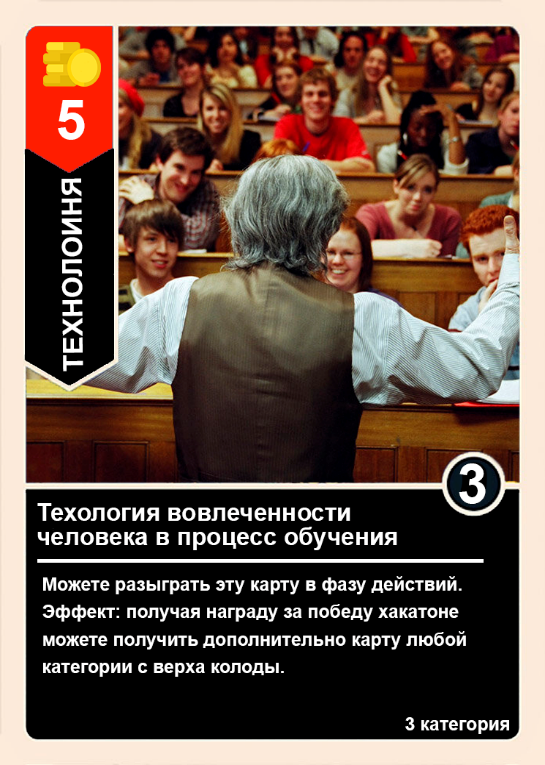 5
ТЕХНОЛОИНЯ
3
Техология вовлеченности
человека в процесс обучения
Можете разыграть эту карту в фазу действий.
Эффект: получая награду за победу хакатоне
можете получить дополнительно карту любой
категории с верха колоды.
3 категория